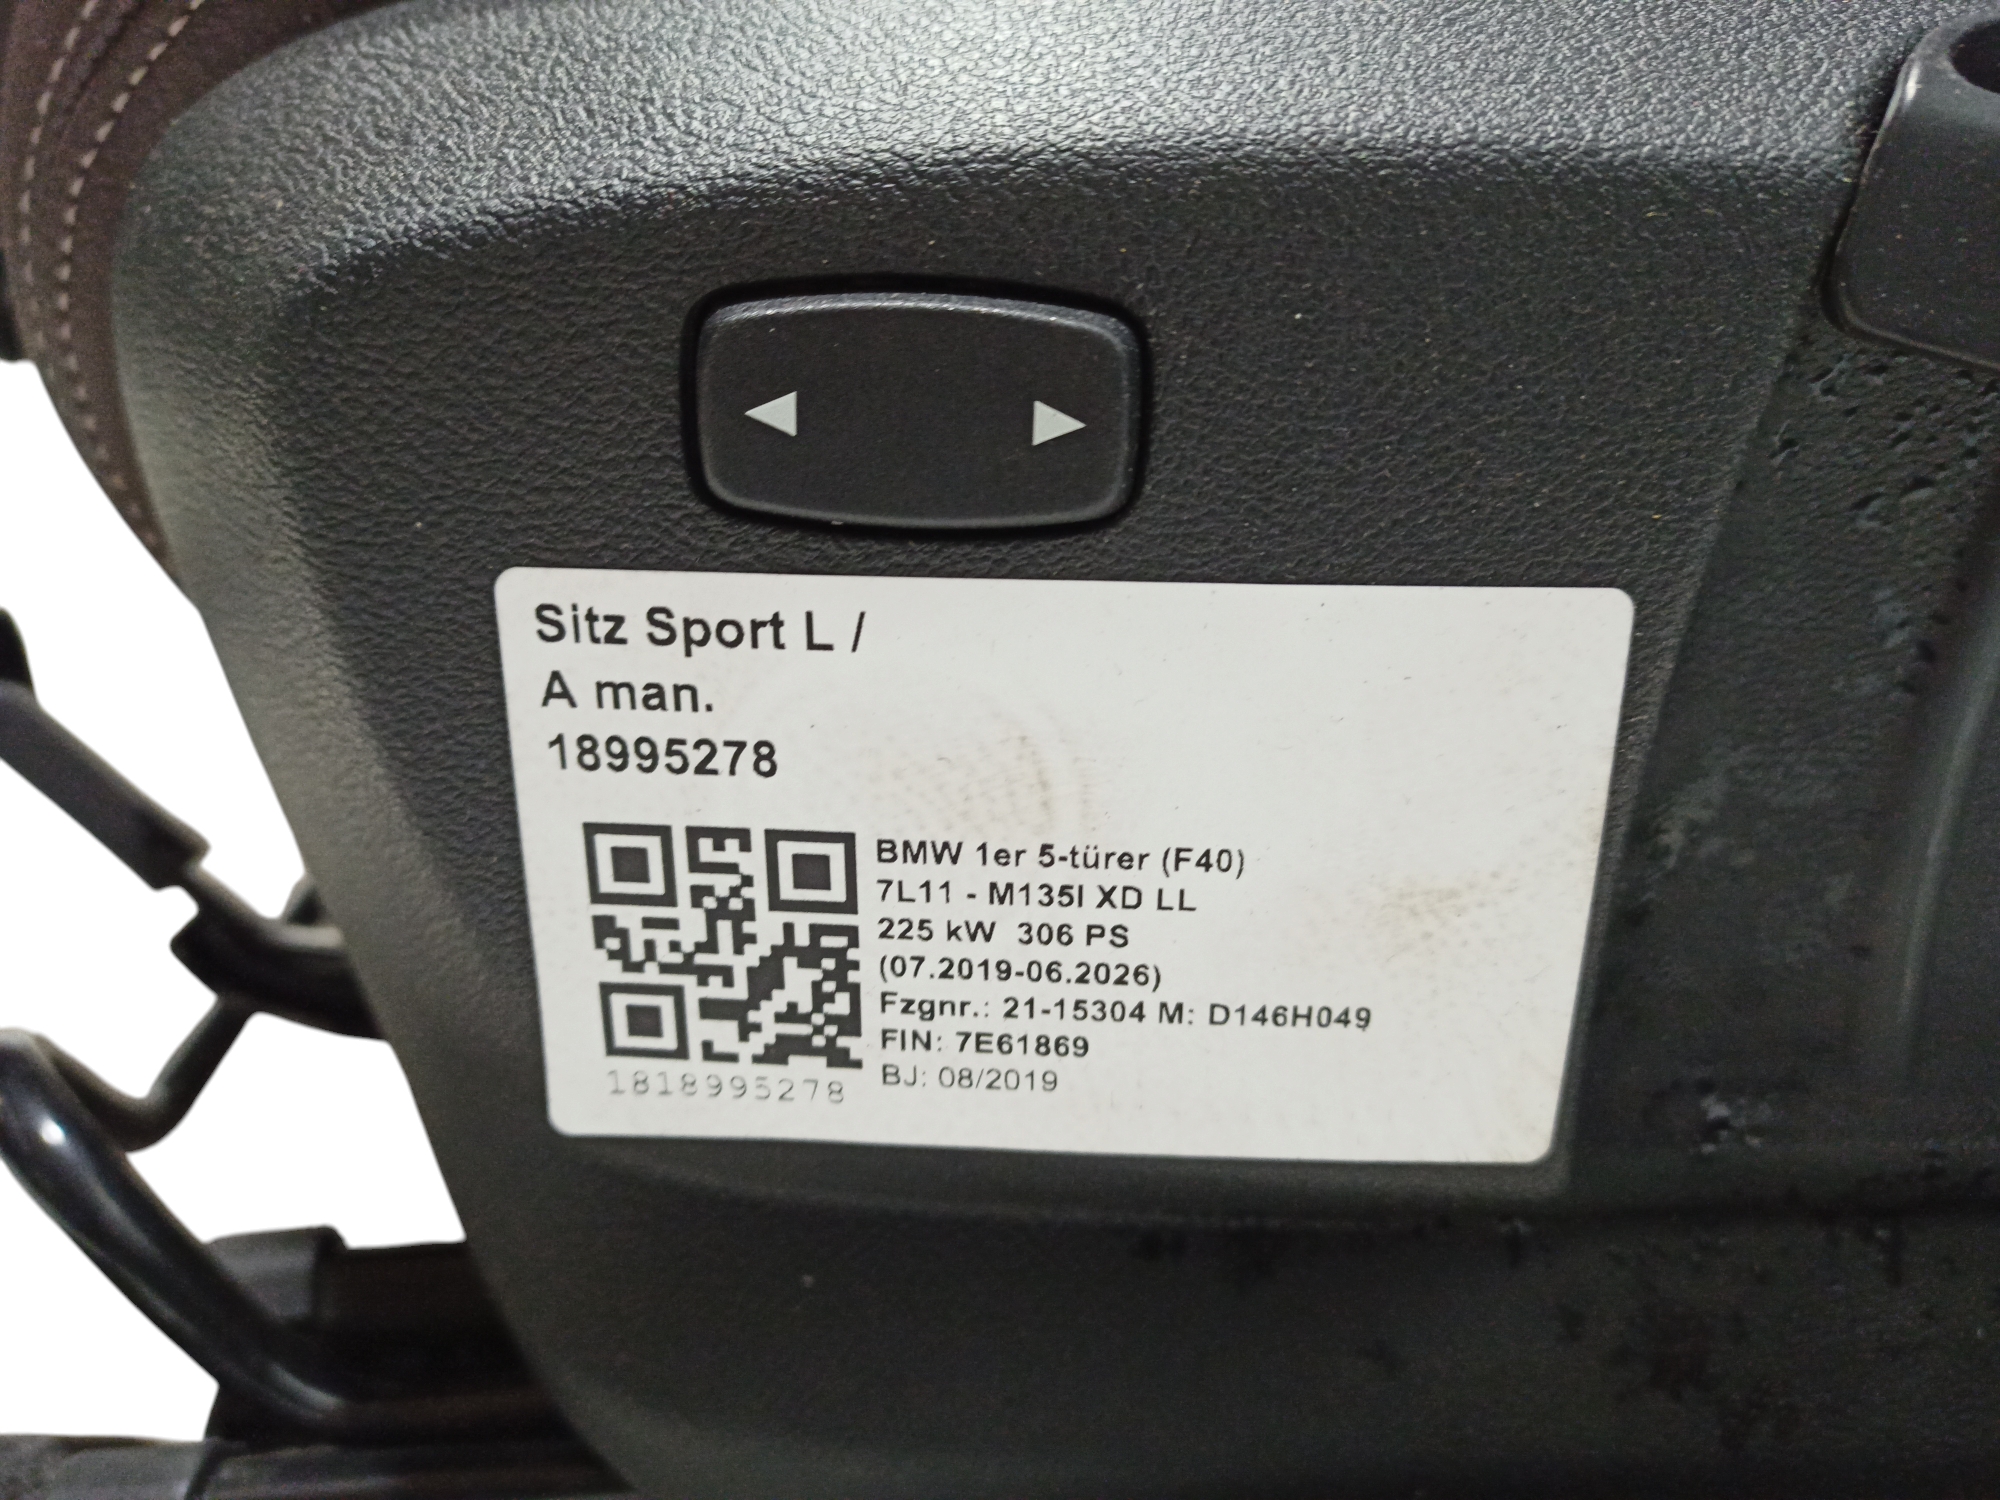 Sitz Sport L /
A man.
18995278
BMW 1er 5-türer (F40)
7L11 - M135I XD LL
225 kW  306 PS
(07.2019-06.2026)
Fzgnr.: 21-15304 M: D146H049
FIN: 7E61869
BJ: 08/2019
1818995278